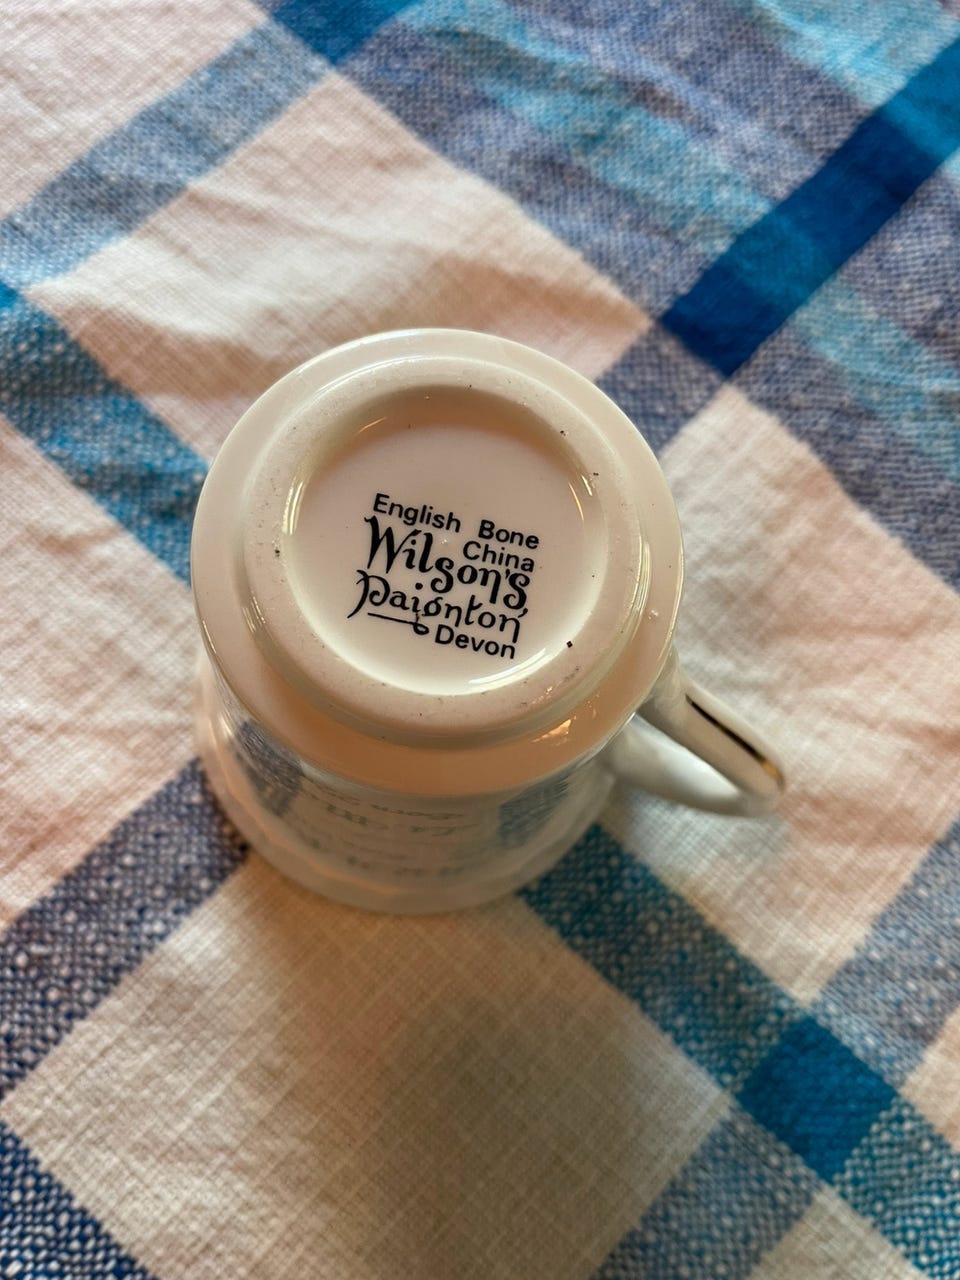 English Bone
China
Wilson's
Paignton,
Devon